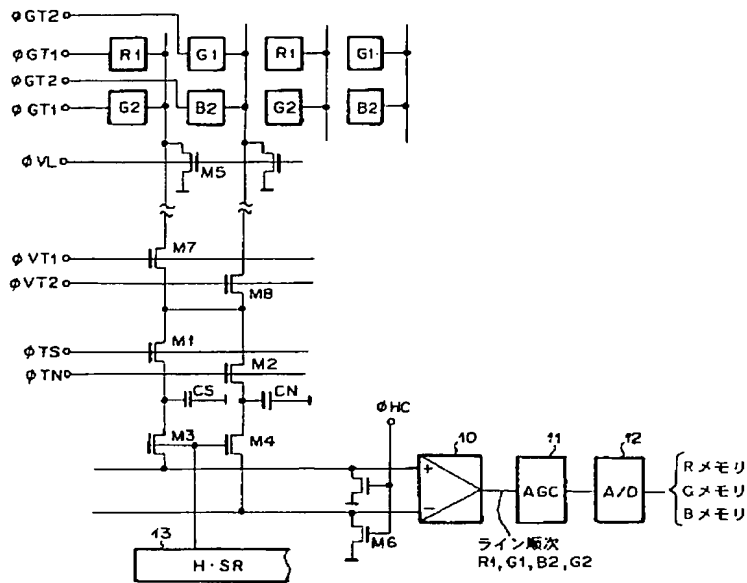 φGT2
φGT1 R1 G1 R1 G1
φGT2
φGT1 G2 B2 G2 B2
φVL M5
φVT1 M7
φVT2 M8
φTS M1
φTN M2
CS CN
φHC
M3 M4
10 11 12
+
−
AGC A/D
Rメモリ
Gメモリ
Bメモリ
M6
ライン順次
R1,G1,B2,G2
13
H・SR